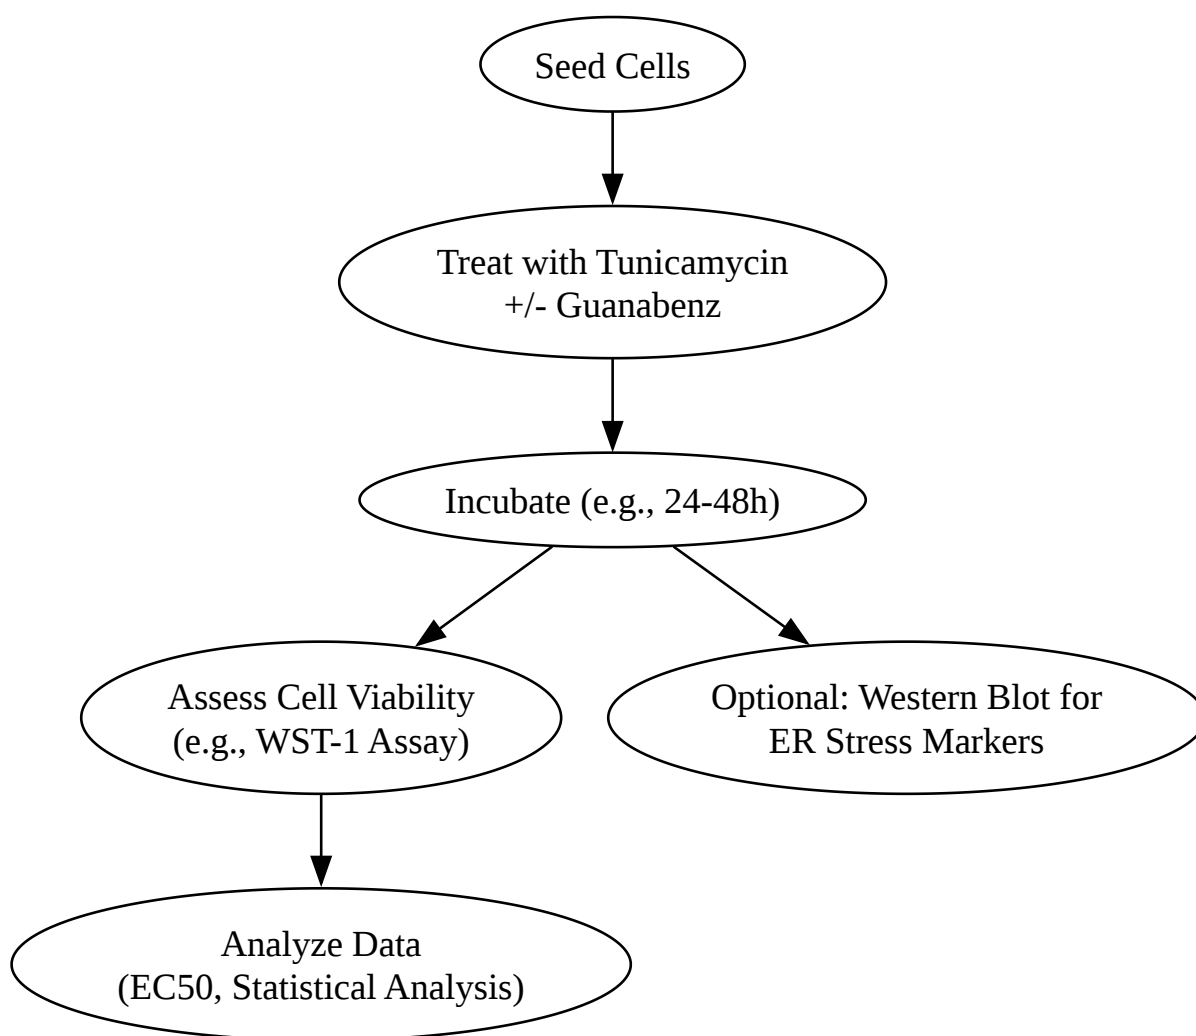 Seed Cells
Treat with Tunicamycin
+/- Guanabenz
Incubate (e.g., 24-48h)
Assess Cell Viability
(e.g., WST-1 Assay)
Optional: Western Blot for
ER Stress Markers
Analyze Data
(EC50, Statistical Analysis)